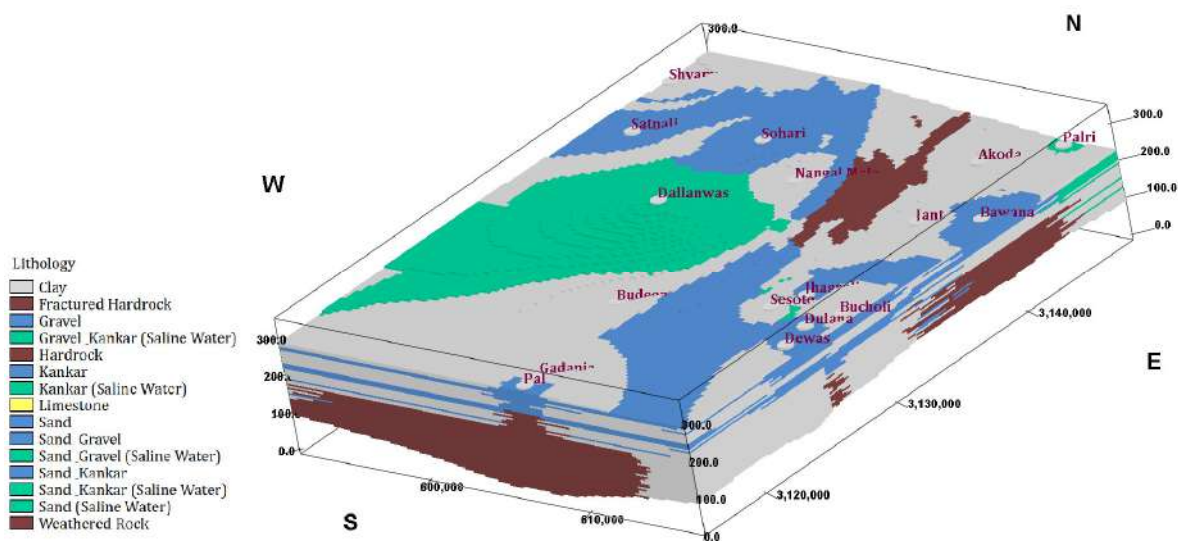 N
300.0
Shyam
Satnali
Sohari
300.0
Palri
200.0
Akoda
W
Nangal
100.0
Dallanwas
Jant
Bawana
0.0
Lithology
Clay
Fractured Hardrock
Gravel
Gravel_Kankar (Saline Water)
Hardrock
Kankar
Kankar (Saline Water)
Limestone
Sand
Sand_Gravel
Sand_Gravel (Saline Water)
Sand_Kankar
Sand_Kankar (Saline Water)
Sand (Saline Water)
Weathered Rock
Sesote
Bucholi
Dulana
Dewas
3,140,000
E
300.0
Gadania
Pal
200.0
3,130,000
100.0
300.0
0.0
200.0
600,000
3,120,000
100.0
S
610,000
0.0